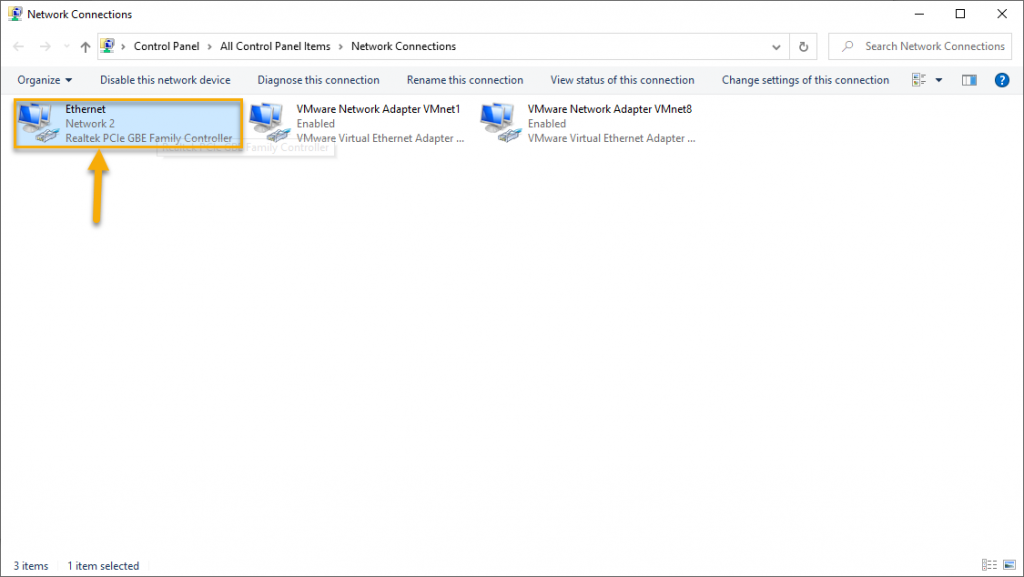 Network Connections
Control Panel > All Control Panel Items > Network Connections
Search Network Connections
Organize Disable this network device Diagnose this connection Rename this connection View status of this connection Change settings of this connection
Ethernet
Network 2
Realtek PCIe GBE Family Controller
Realtek PCIe GBE Family Controller
VMware Network Adapter VMnet1
Enabled
VMware Virtual Ethernet Adapter ...
VMware Network Adapter VMnet8
Enabled
VMware Virtual Ethernet Adapter ...
3 items 1 item selected